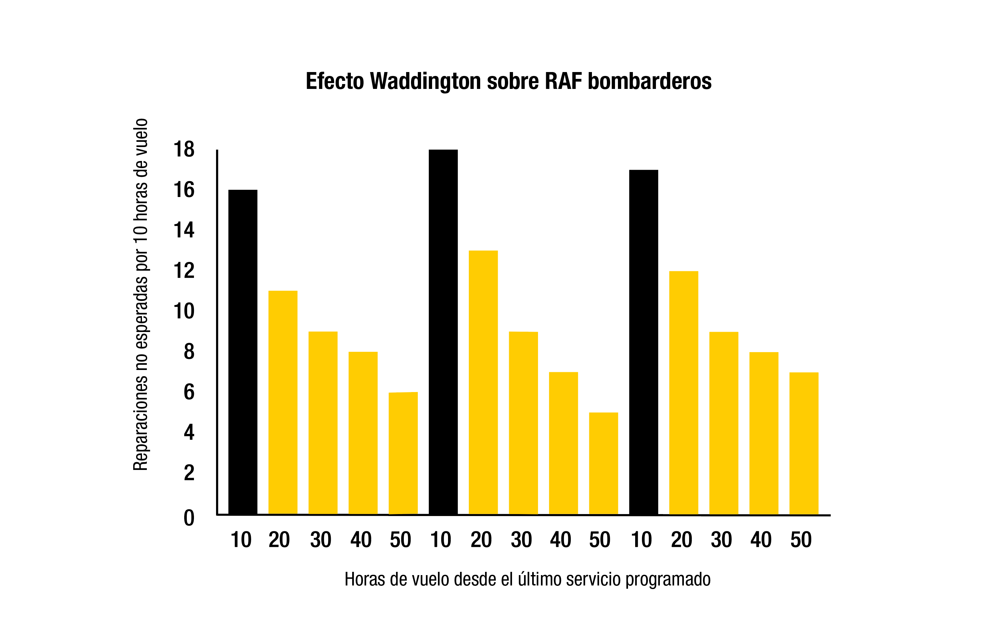 Efecto Waddington sobre RAF bombarderos
Reparaciones no esperadas por 10 horas de vuelo
18
16
14
12
10
8
6
4
2
0
10 20 30 40 50 10 20 30 40 50 10 20 30 40 50
Horas de vuelo desde el último servicio programado